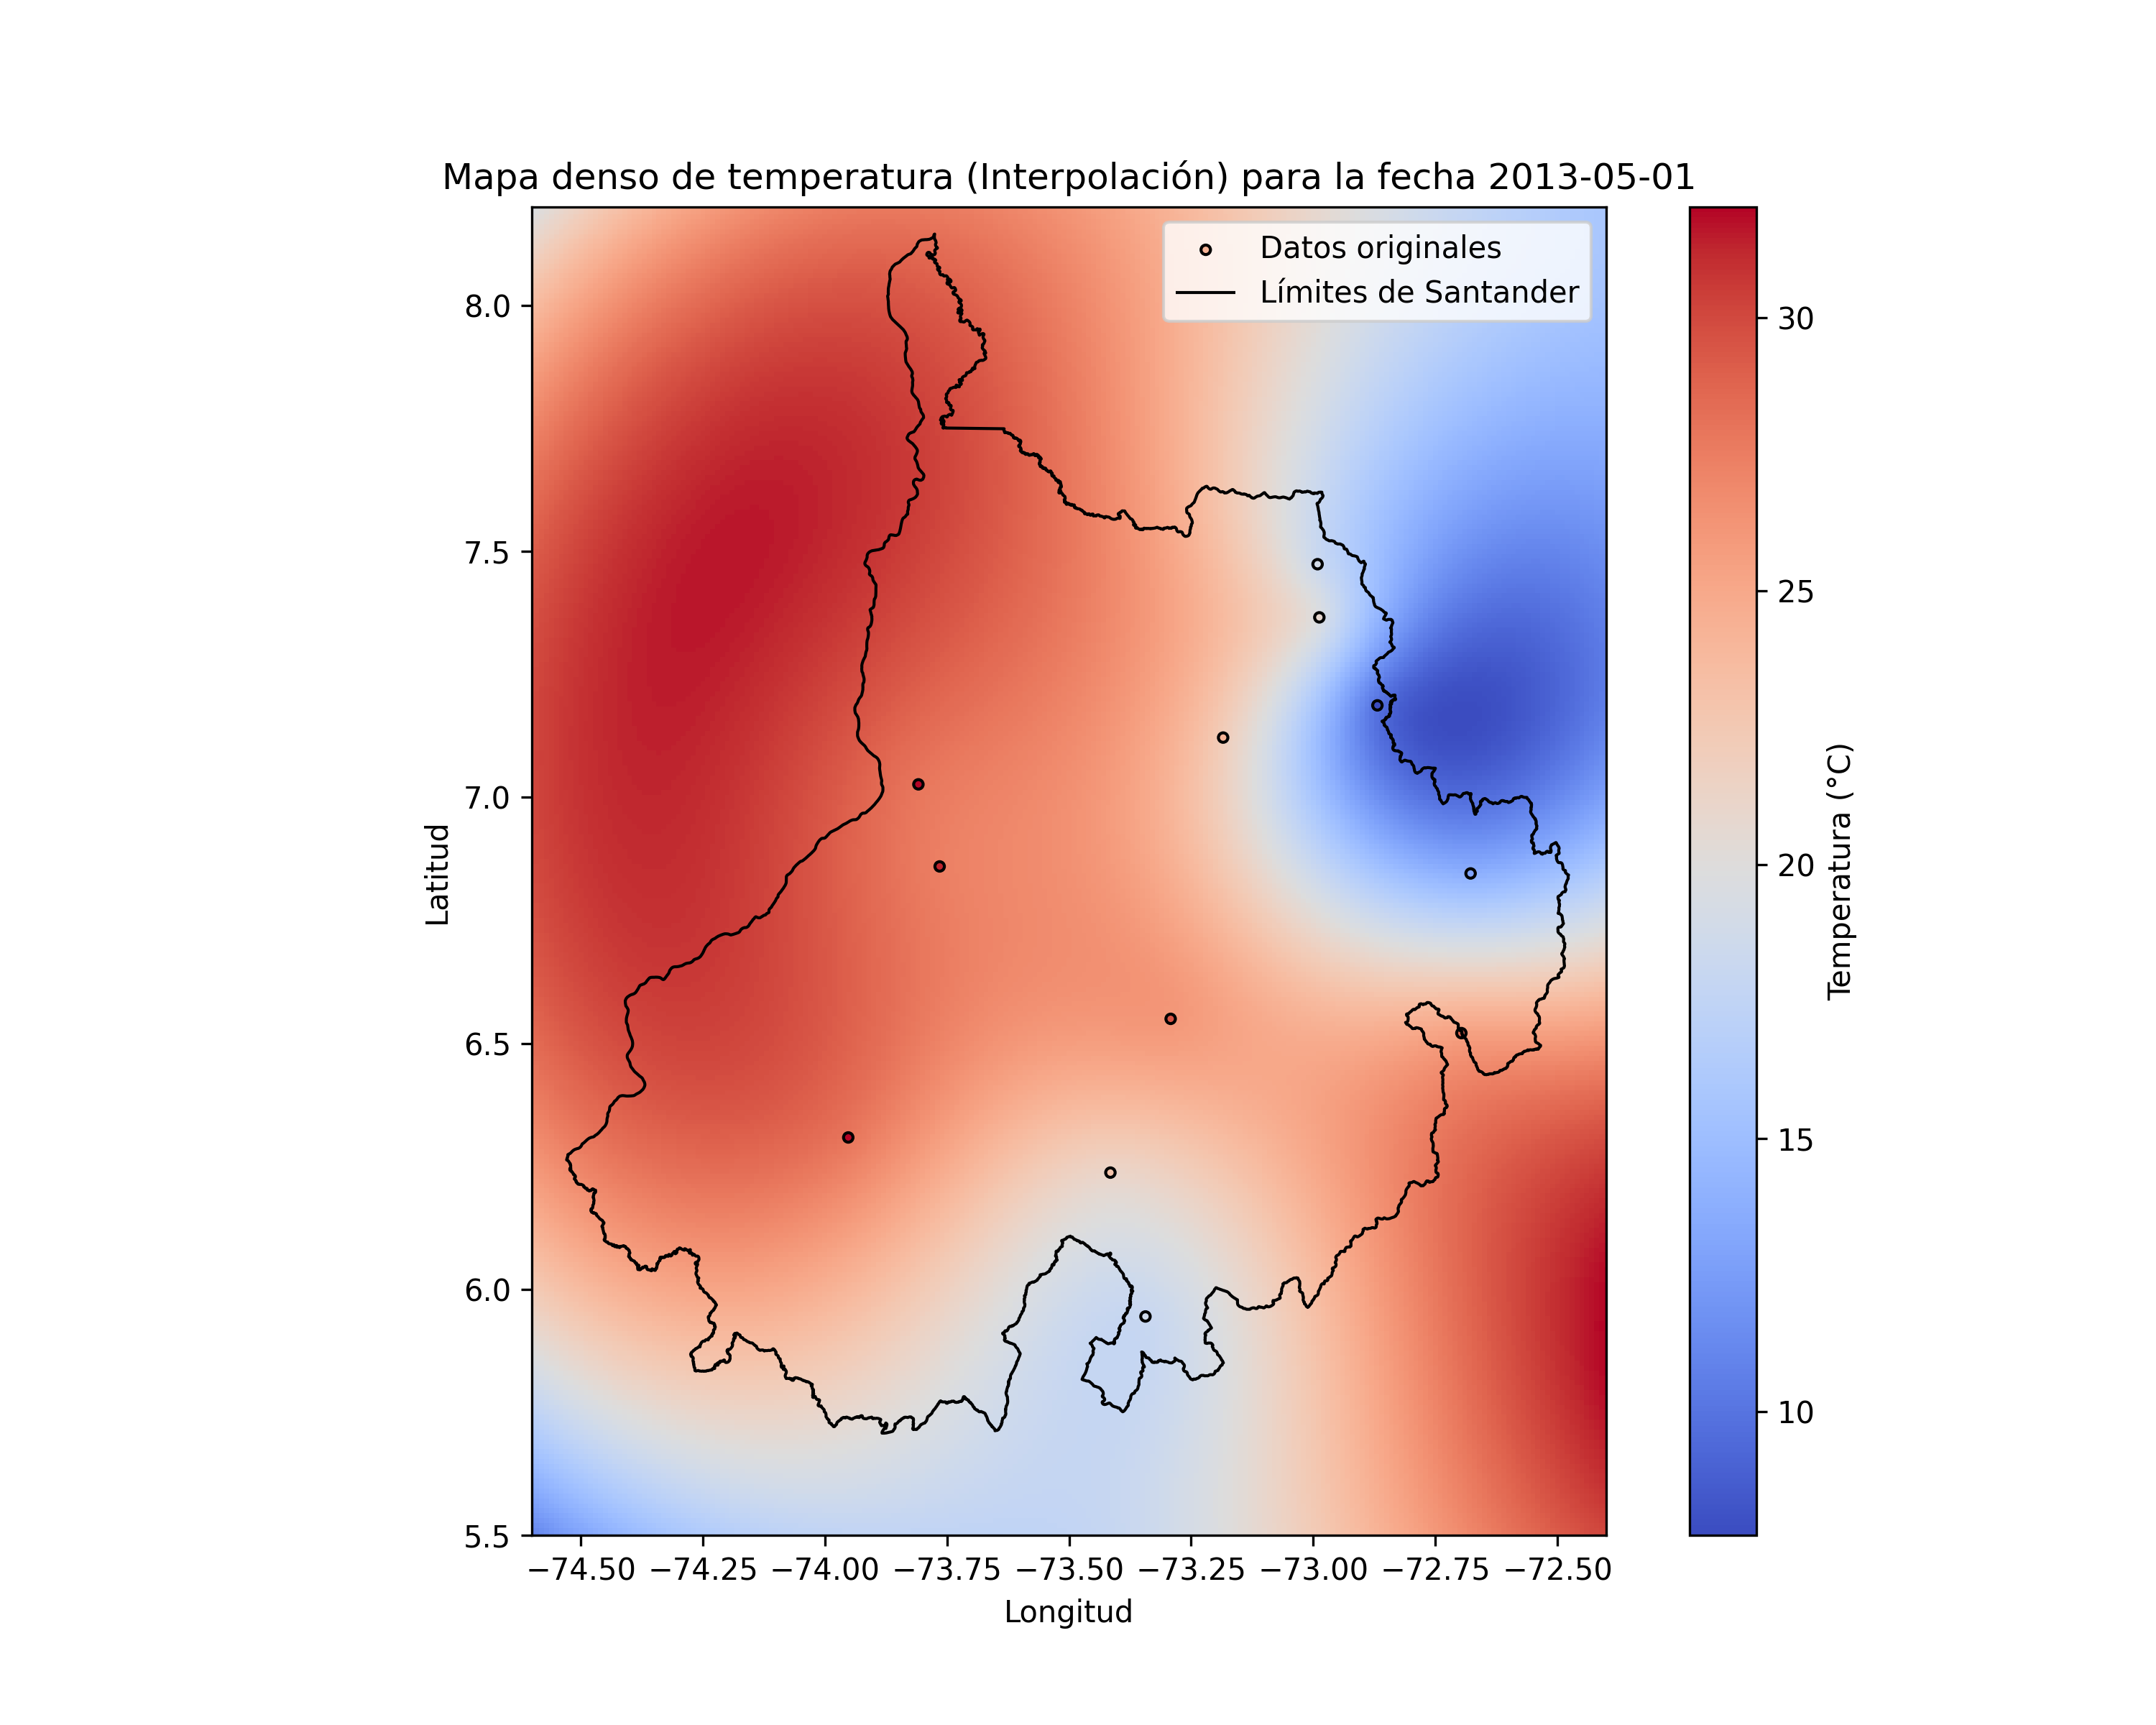 Mapa denso de temperatura (Interpolación) para la fecha 2013-05-01
Datos originales
Límites de Santander
8.0
7.5
7.0
6.5
6.0
5.5
Latitud
−74.50 −74.25 −74.00 −73.75 −73.50 −73.25 −73.00 −72.75 −72.50
Longitud
30
25
20
15
10
Temperatura (°C)